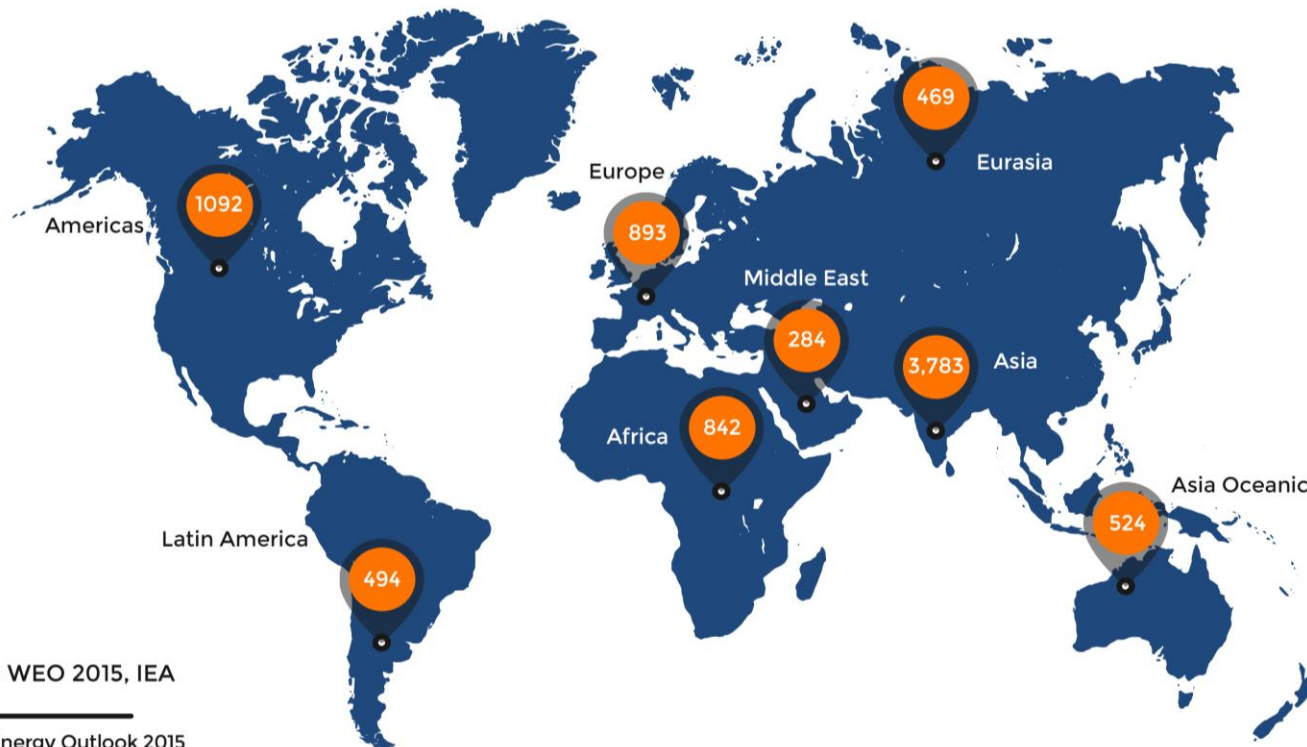 469
Eurasia
Europe
1092
Americas
893
Middle East
284
3,783
Asia
842
Africa
Asia Oceanic
524
Latin America
494
WEO 2015, IEA
Outlook 2015